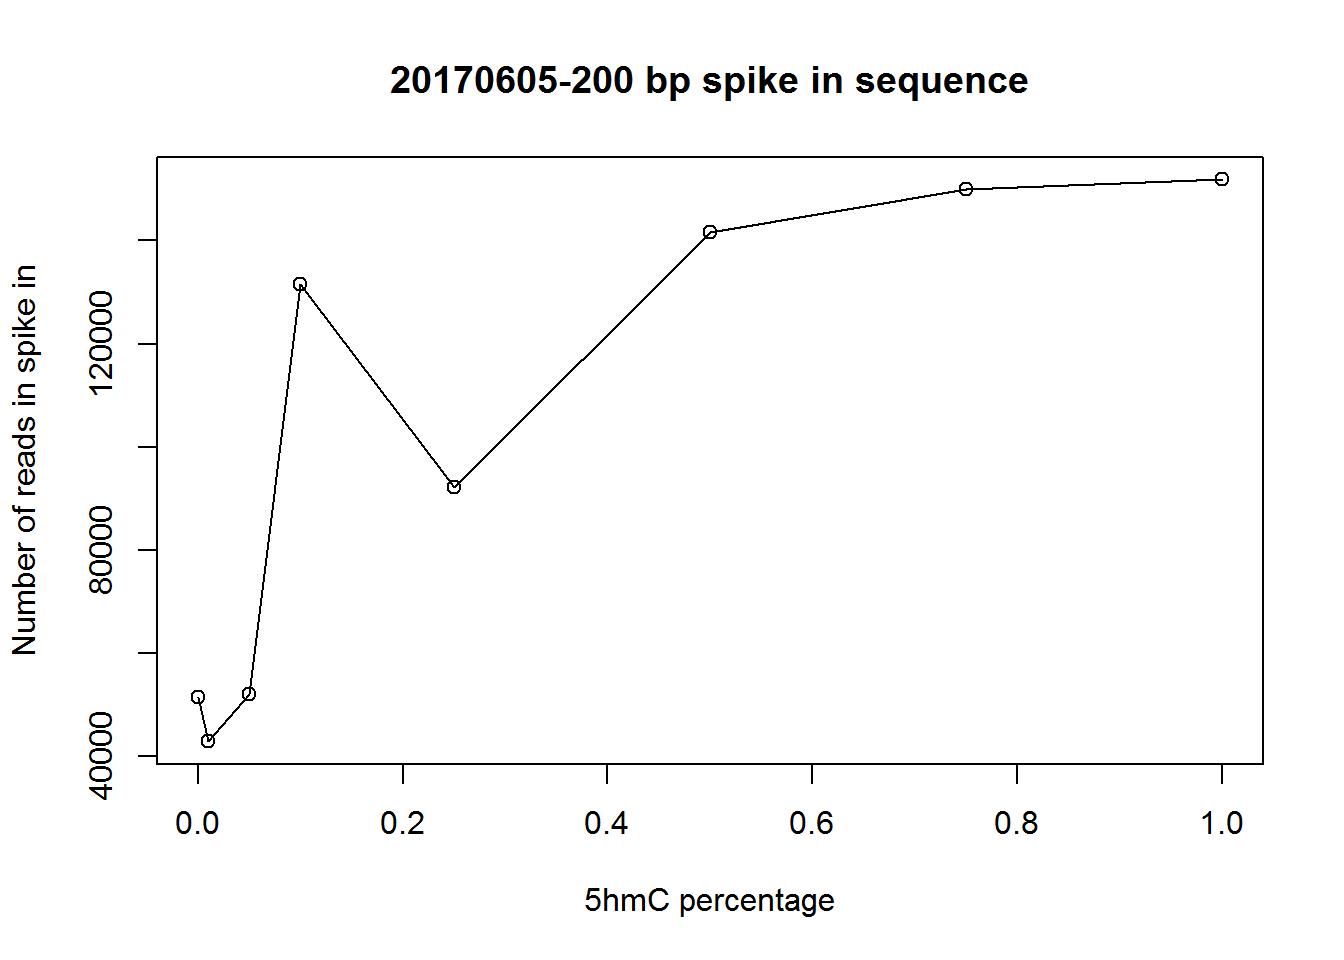 20170605-200 bp spike in sequence
Number of reads in spike in
120000
80000
40000
0.0 0.2 0.4 0.6 0.8 1.0
5hmC percentage